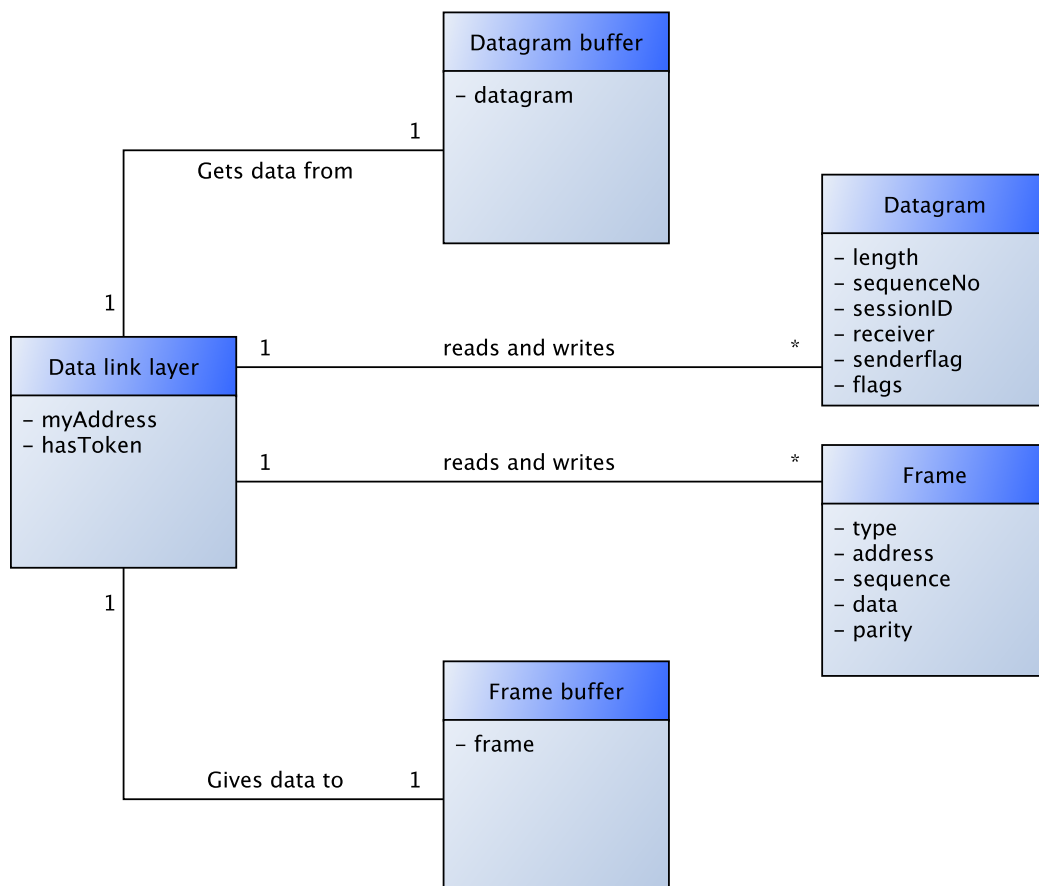 Datagram buffer
– datagram
1
Gets data from
1
Datagram
– length
– sequenceNo
– sessionID
– receiver
– senderflag
– flags
Data link layer
– myAddress
– hasToken
1 reads and writes *
1 reads and writes *
Frame
– type
– address
– sequence
– data
– parity
1
Gives data to 1
Frame buffer
– frame